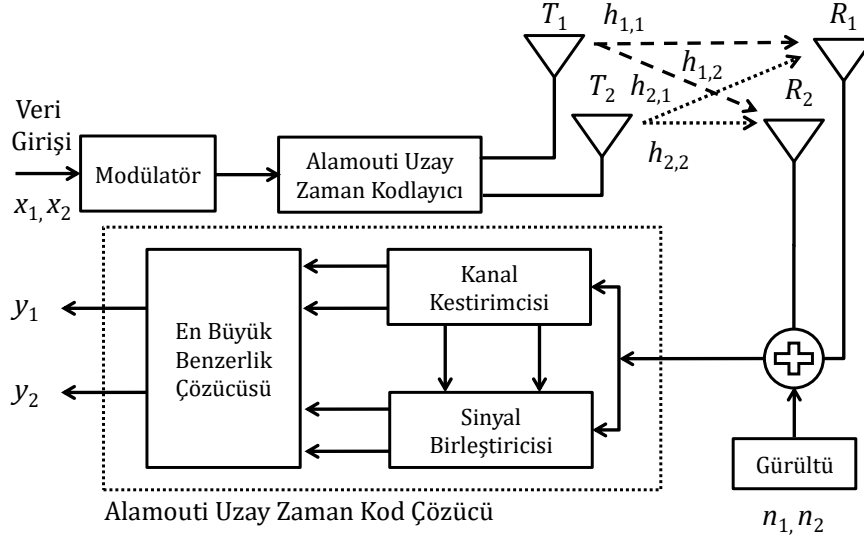 T₁
h₁,₁
R₁
h₁,₂
T₂
h₂,₁
R₂
h₂,₂
Veri
Girişi
x₁, x₂
Modülatör
Alamouti Uzay
Zaman Kodlayıcı
Kanal
Kestirimcisi
y₁
En Büyük
Benzerlik
Çözücüsü
y₂
Sinyal
Birleştiricisi
Gürültü
n₁, n₂
Alamouti Uzay Zaman Kod Çözücü